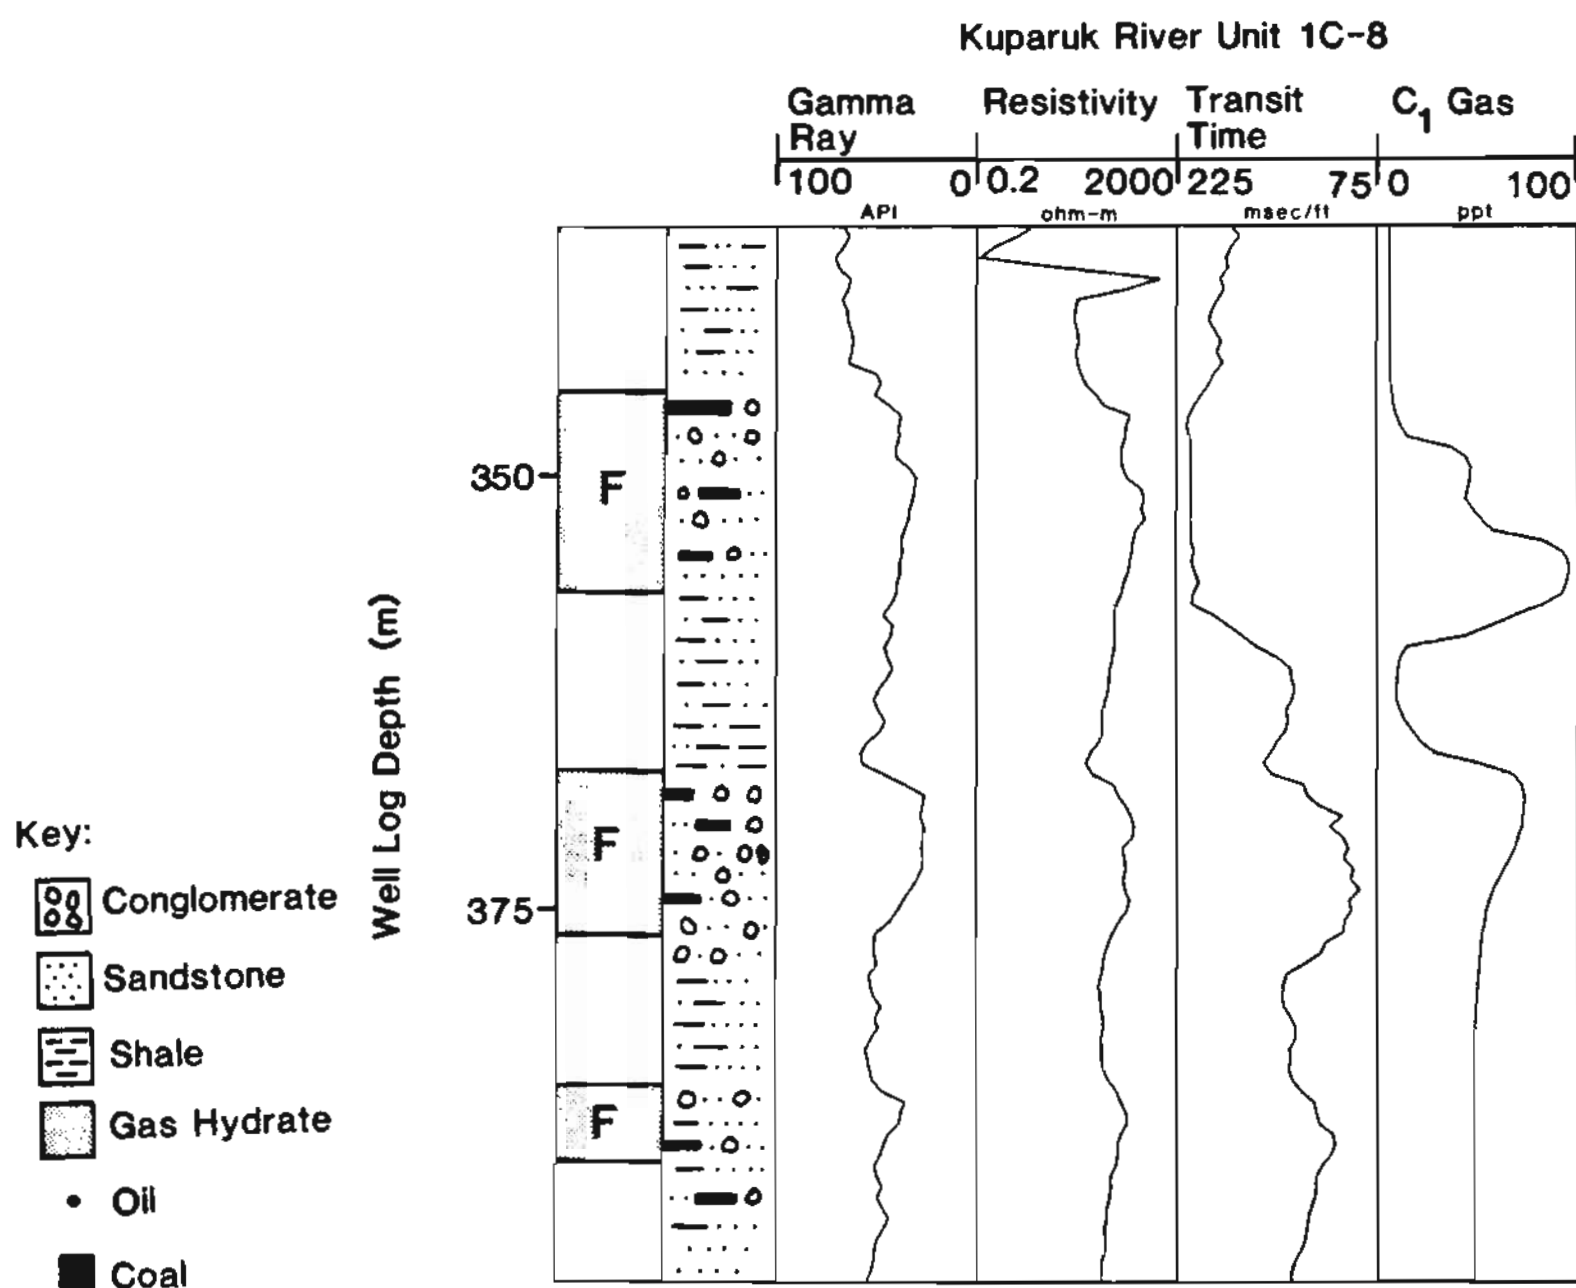 Kuparuk River Unit 1C-8
Gamma Ray
Resistivity
Transit Time
C₁ Gas
100 0
0.2 2000
225 75
0 100
API
ohm-m
msec/ft
ppt
350
F
Well Log Depth (m)
F
375
F
Key:
Conglomerate
Sandstone
Shale
Gas Hydrate
Oil
Coal